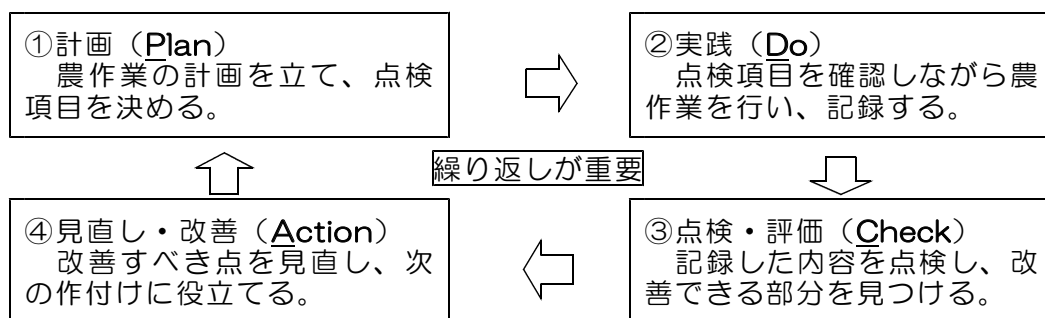 ①計画（Plan）
農作業の計画を立て、点検
項目を決める。
②実践（Do）
点検項目を確認しながら農
作業を行い、記録する。
繰り返しが重要
③点検・評価（Check）
記録した内容を点検し、改
善できる部分を見つける。
④見直し・改善（Action）
改善すべき点を見直し、次
の作付けに役立てる。